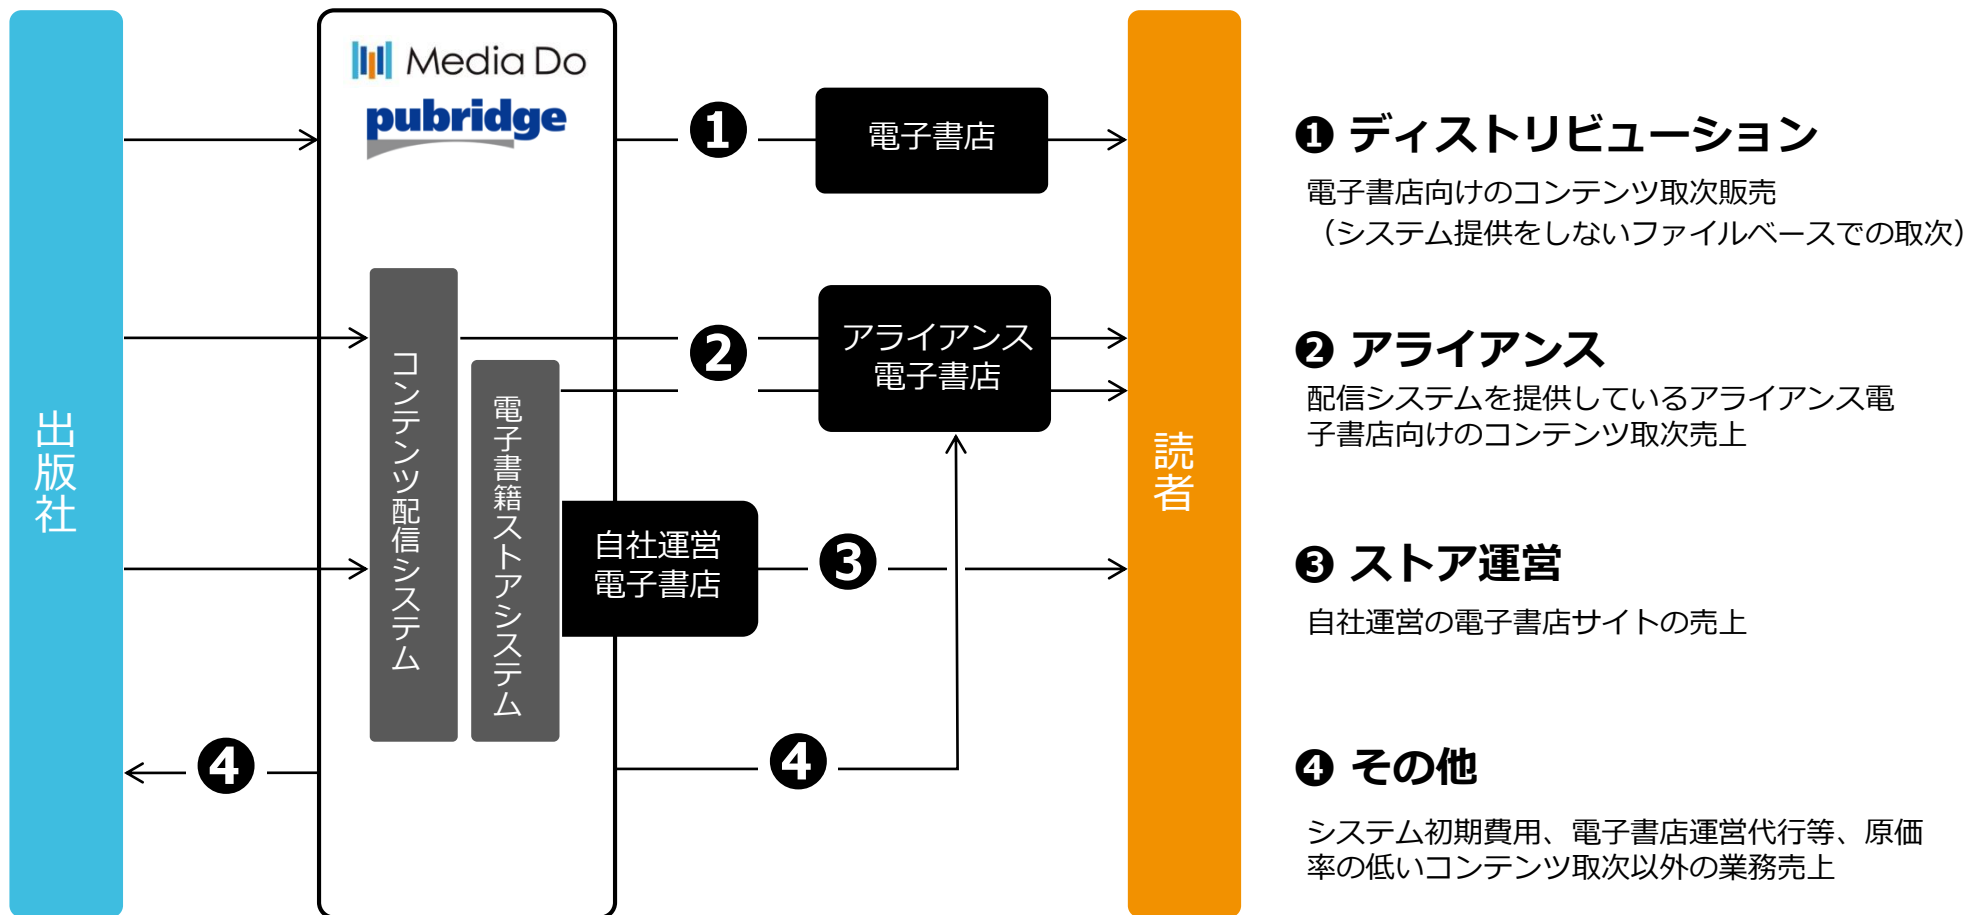 Media Do
pubridge
出版社
コンテンツ配信システム
電子書籍ストアシステム
❶
電子書店
❷
アライアンス
電子書店
自社運営
電子書店
❸
❹
❹
読者
❶ ディストリビューション
電子書店向けのコンテンツ取次販売
（システム提供をしないファイルベースでの取次）
❷ アライアンス
配信システムを提供しているアライアンス電
子書店向けのコンテンツ取次売上
❸ ストア運営
自社運営の電子書店サイトの売上
❹ その他
システム初期費用、電子書店運営代行等、原価
率の低いコンテンツ取次以外の業務売上